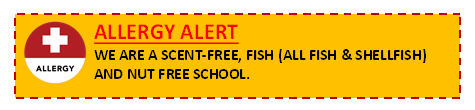 ALLERGY ALERT
WE ARE A SCENT-FREE, FISH (ALL FISH & SHELLFISH)
AND NUT FREE SCHOOL.
ALLERGY